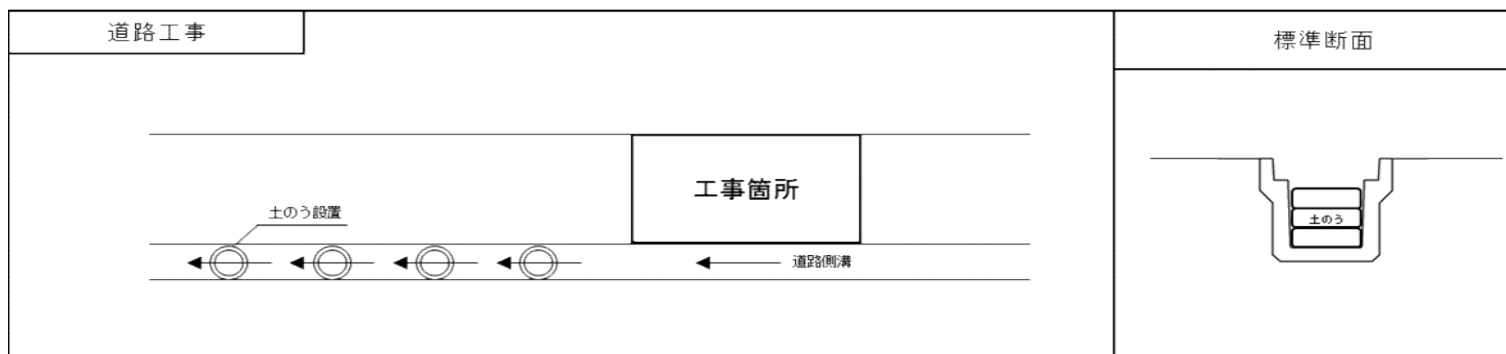 道路工事
標準断面
工事箇所
土のう設置
土のう
道路側溝